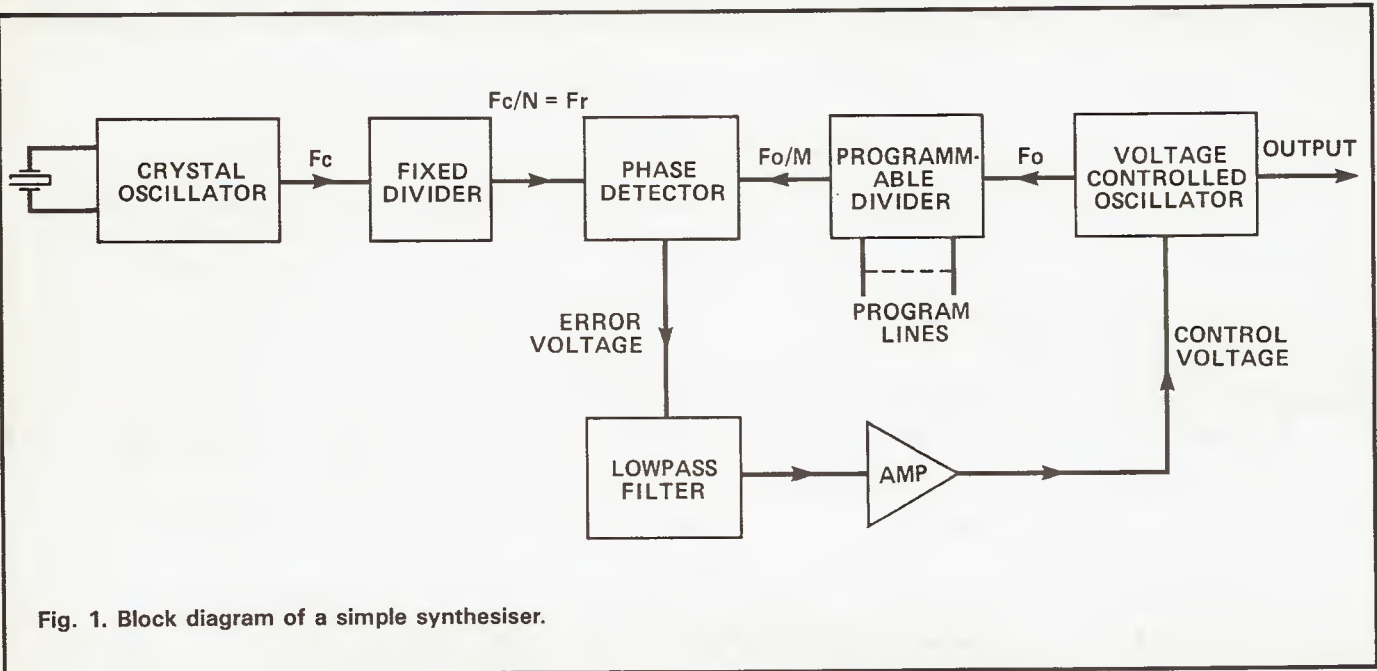 Fc/N = Fr
CRYSTAL
OSCILLATOR
Fc
FIXED
DIVIDER
PHASE
DETECTOR
Fo/M
PROGRAMM-
ABLE
DIVIDER
Fo
VOLTAGE
CONTROLLED
OSCILLATOR
OUTPUT
PROGRAM
LINES
ERROR
VOLTAGE
CONTROL
VOLTAGE
LOWPASS
FILTER
AMP
Fig. 1. Block diagram of a simple synthesiser.